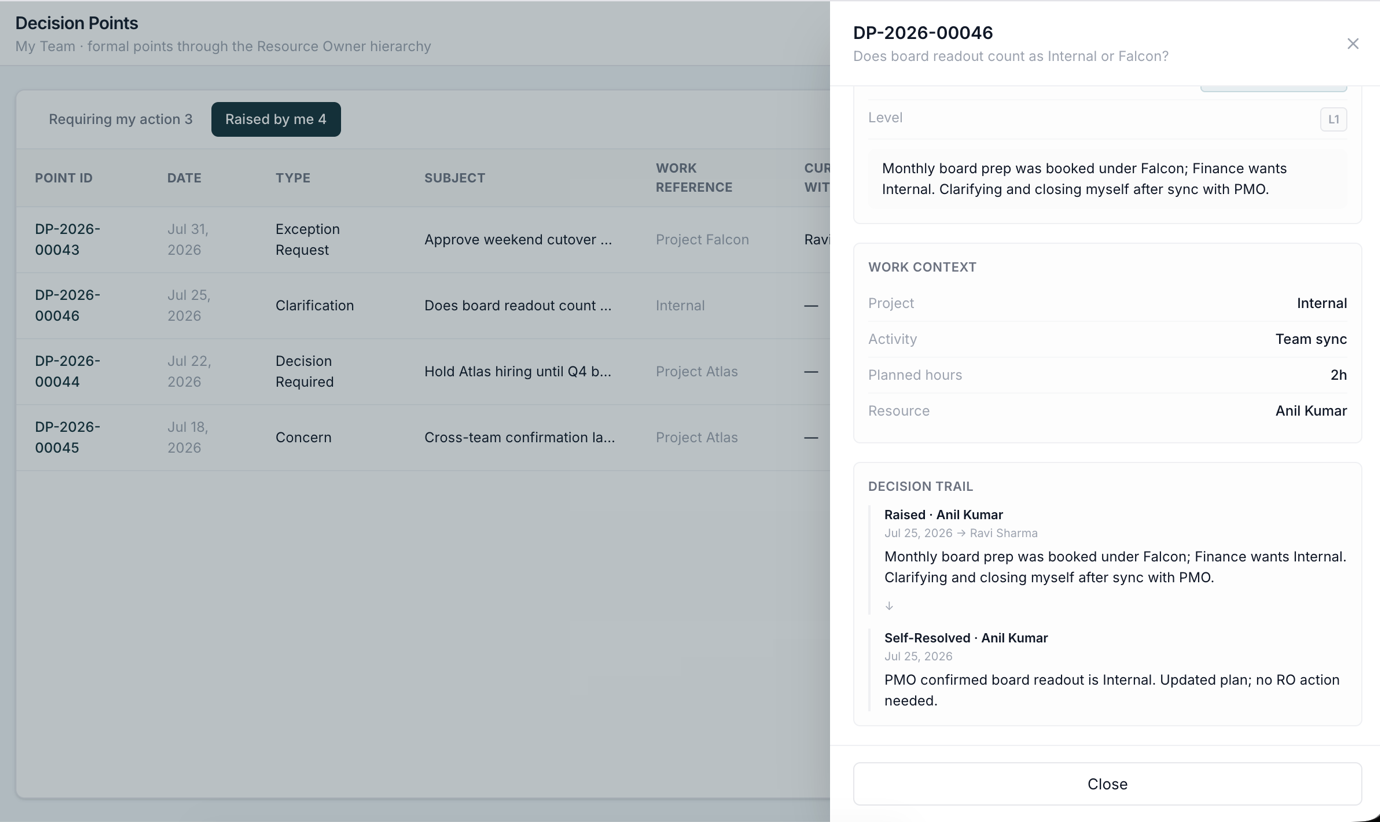 Decision Points
My Team · formal points through the Resource Owner hierarchy
Requiring my action 3
Raised by me 4
POINT ID
DATE
TYPE
SUBJECT
WORK
REFERENCE
CUR
WIT
DP-2026-
00043
Jul 31,
2026
Exception
Request
Approve weekend cutover ...
Project Falcon
Ravi
DP-2026-
00046
Jul 25,
2026
Clarification
Does board readout count ...
Internal
—
DP-2026-
00044
Jul 22,
2026
Decision
Required
Hold Atlas hiring until Q4 b...
Project Atlas
—
DP-2026-
00045
Jul 18,
2026
Concern
Cross-team confirmation la...
Project Atlas
—
DP-2026-00046
Does board readout count as Internal or Falcon?
Level
L1
Monthly board prep was booked under Falcon; Finance wants
Internal. Clarifying and closing myself after sync with PMO.
WORK CONTEXT
Project
Internal
Activity
Team sync
Planned hours
2h
Resource
Anil Kumar
DECISION TRAIL
Raised · Anil Kumar
Jul 25, 2026 → Ravi Sharma
Monthly board prep was booked under Falcon; Finance wants Internal.
Clarifying and closing myself after sync with PMO.
↓
Self-Resolved · Anil Kumar
Jul 25, 2026
PMO confirmed board readout is Internal. Updated plan; no RO action
needed.
Close